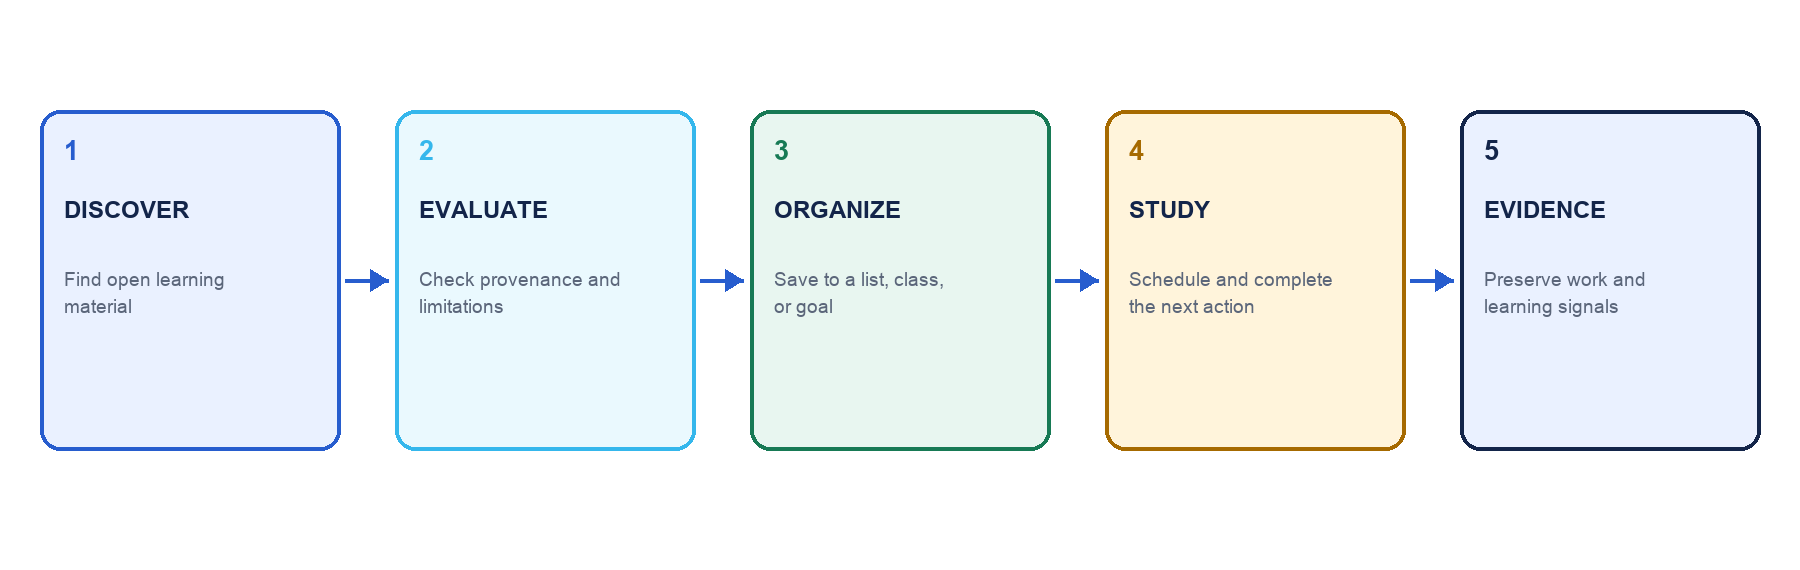 1
DISCOVER
Find open learning
material
2
EVALUATE
Check provenance and
limitations
3
ORGANIZE
Save to a list, class,
or goal
4
STUDY
Schedule and complete
the next action
5
EVIDENCE
Preserve work and
learning signals